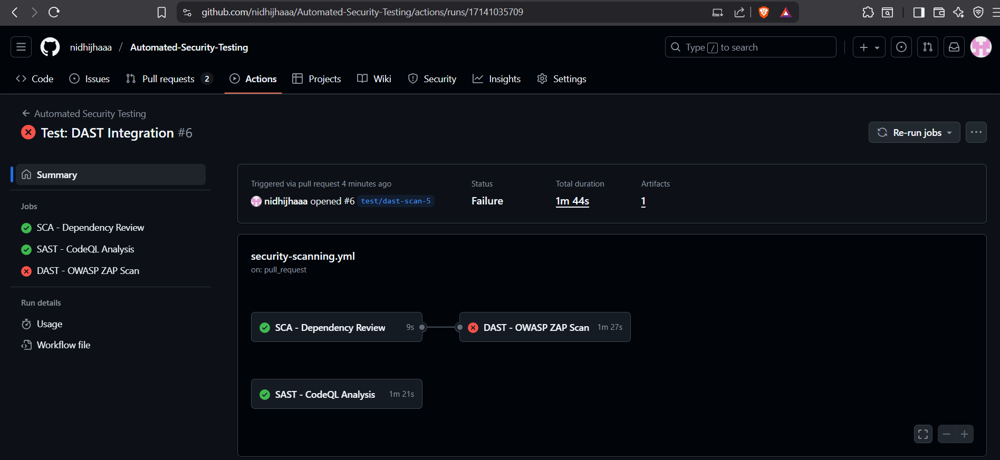 github.com/nidhijhaaa/Automated-Security-Testing/actions/runs/17141035709
nidhijhaaa / Automated-Security-Testing
Type / to search
Code Issues Pull requests 2 Actions Projects Wiki Security Insights Settings
Automated Security Testing
Test: DAST Integration #6
Re-run jobs
Summary
Jobs
SCA - Dependency Review
SAST - CodeQL Analysis
DAST - OWASP ZAP Scan
Run details
Usage
Workflow file
Triggered via pull request 4 minutes ago
nidhijhaaa opened #6 test/dast-scan-5
Status
Failure
Total duration
1m 44s
Artifacts
1
security-scanning.yml
on: pull_request
SCA - Dependency Review 9s
DAST - OWASP ZAP Scan 1m 27s
SAST - CodeQL Analysis 1m 21s